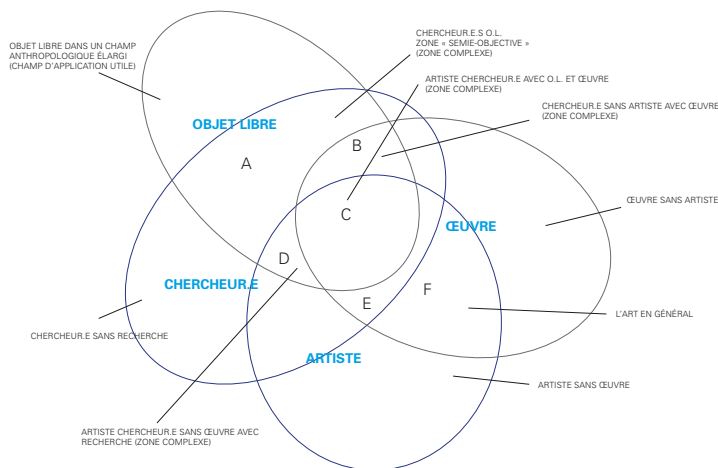 OBJET LIBRE DANS UN CHAMP
ANTHROPOLOGIQUE ÉLARGI
(CHAMP D'APPLICATION UTILE)
CHERCHEUR.E.S O.L.
ZONE « SEMIE-OBJECTIVE »
(ZONE COMPLEXE)
ARTISTE CHERCHEUR.E AVEC O.L. ET ŒUVRE
(ZONE COMPLEXE)
CHERCHEUR.E SANS ARTISTE AVEC ŒUVRE
(ZONE COMPLEXE)
OBJET LIBRE
B
A
ŒUVRE SANS ARTISTE
C
ŒUVRE
D
CHERCHEUR.E
F
E
L'ART EN GÉNÉRAL
CHERCHEUR.E SANS RECHERCHE
ARTISTE
ARTISTE SANS ŒUVRE
ARTISTE CHERCHEUR.E SANS ŒUVRE AVEC
RECHERCHE (ZONE COMPLEXE)